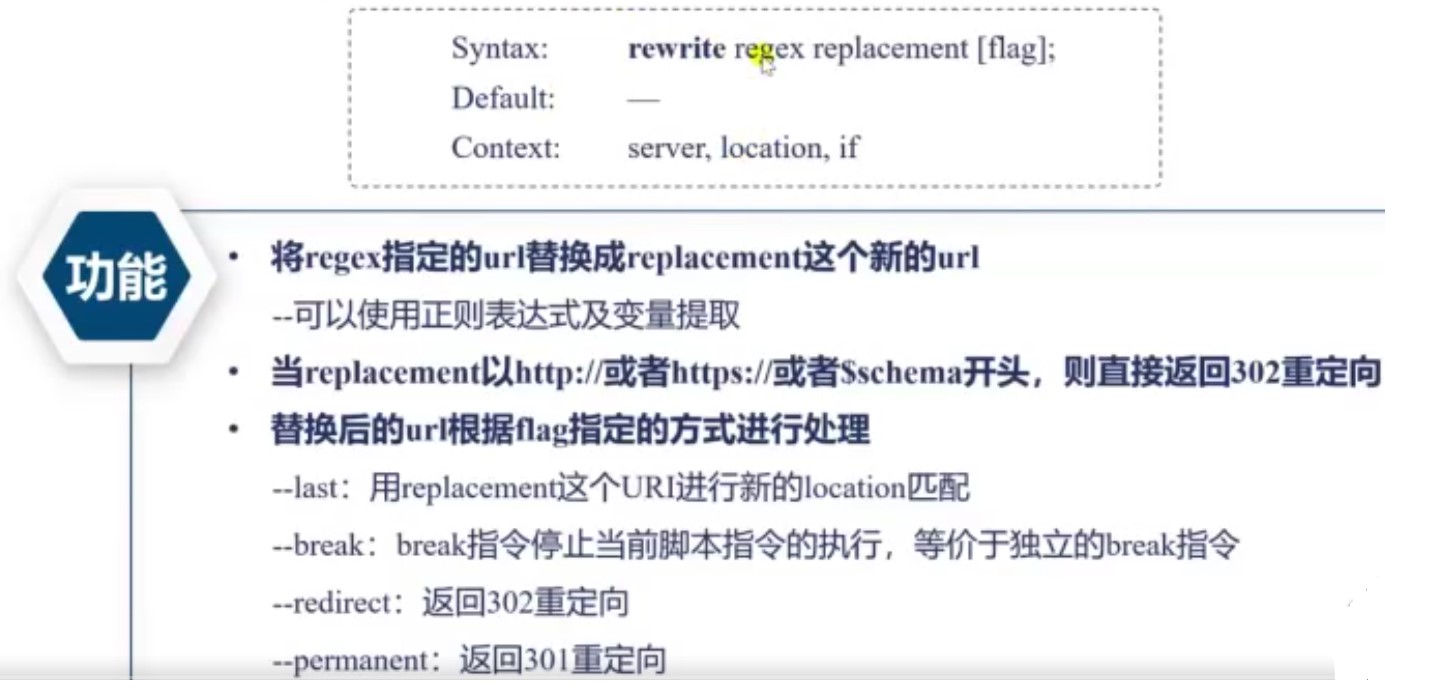 Syntax: rewrite regex replacement [flag];
Default: —
Context: server, location, if
功能
• 将regex指定的url替换成replacement这个新的url
--可以使用正则表达式及变量提取
• 当replacement以http://或者https://或者$schema开头，则直接返回302重定向
• 替换后的url根据flag指定的方式进行处理
--last：用replacement这个URI进行新的location匹配
--break：break指令停止当前脚本指令的执行，等价于独立的break指令
--redirect：返回302重定向
--permanent：返回301重定向